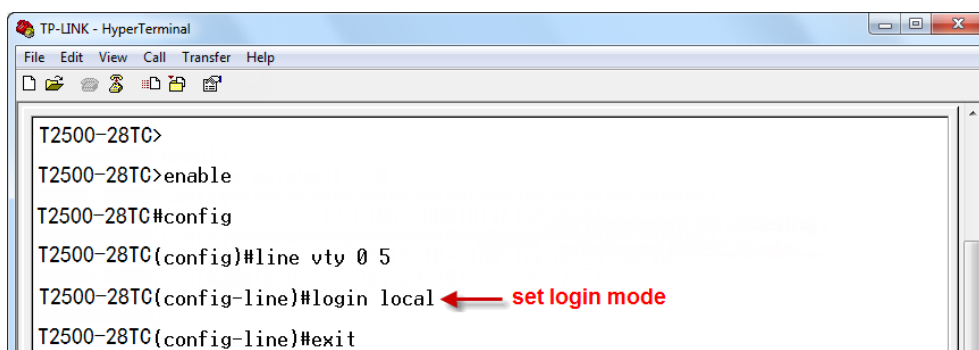 TP-LINK - HyperTerminal
File Edit View Call Transfer Help
T2500-28TC>
T2500-28TC>enable
T2500-28TC#config
T2500-28TC(config)#line vty 0 5
T2500-28TC(config-line)#login local set login mode
T2500-28TC(config-line)#exit